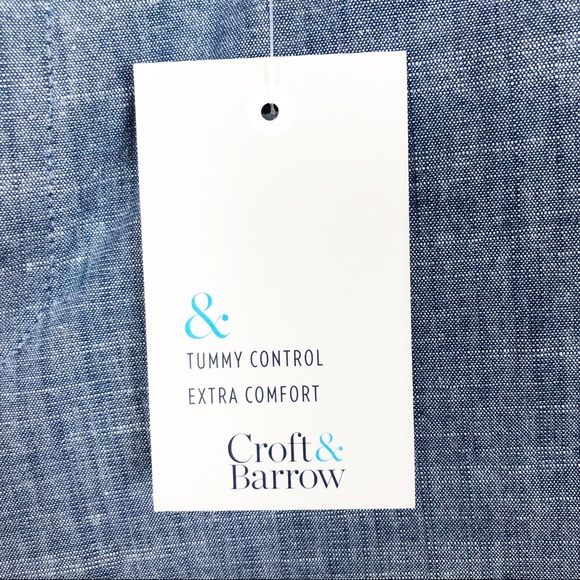 &
TUMMY CONTROL
EXTRA COMFORT
Croft&
Barrow